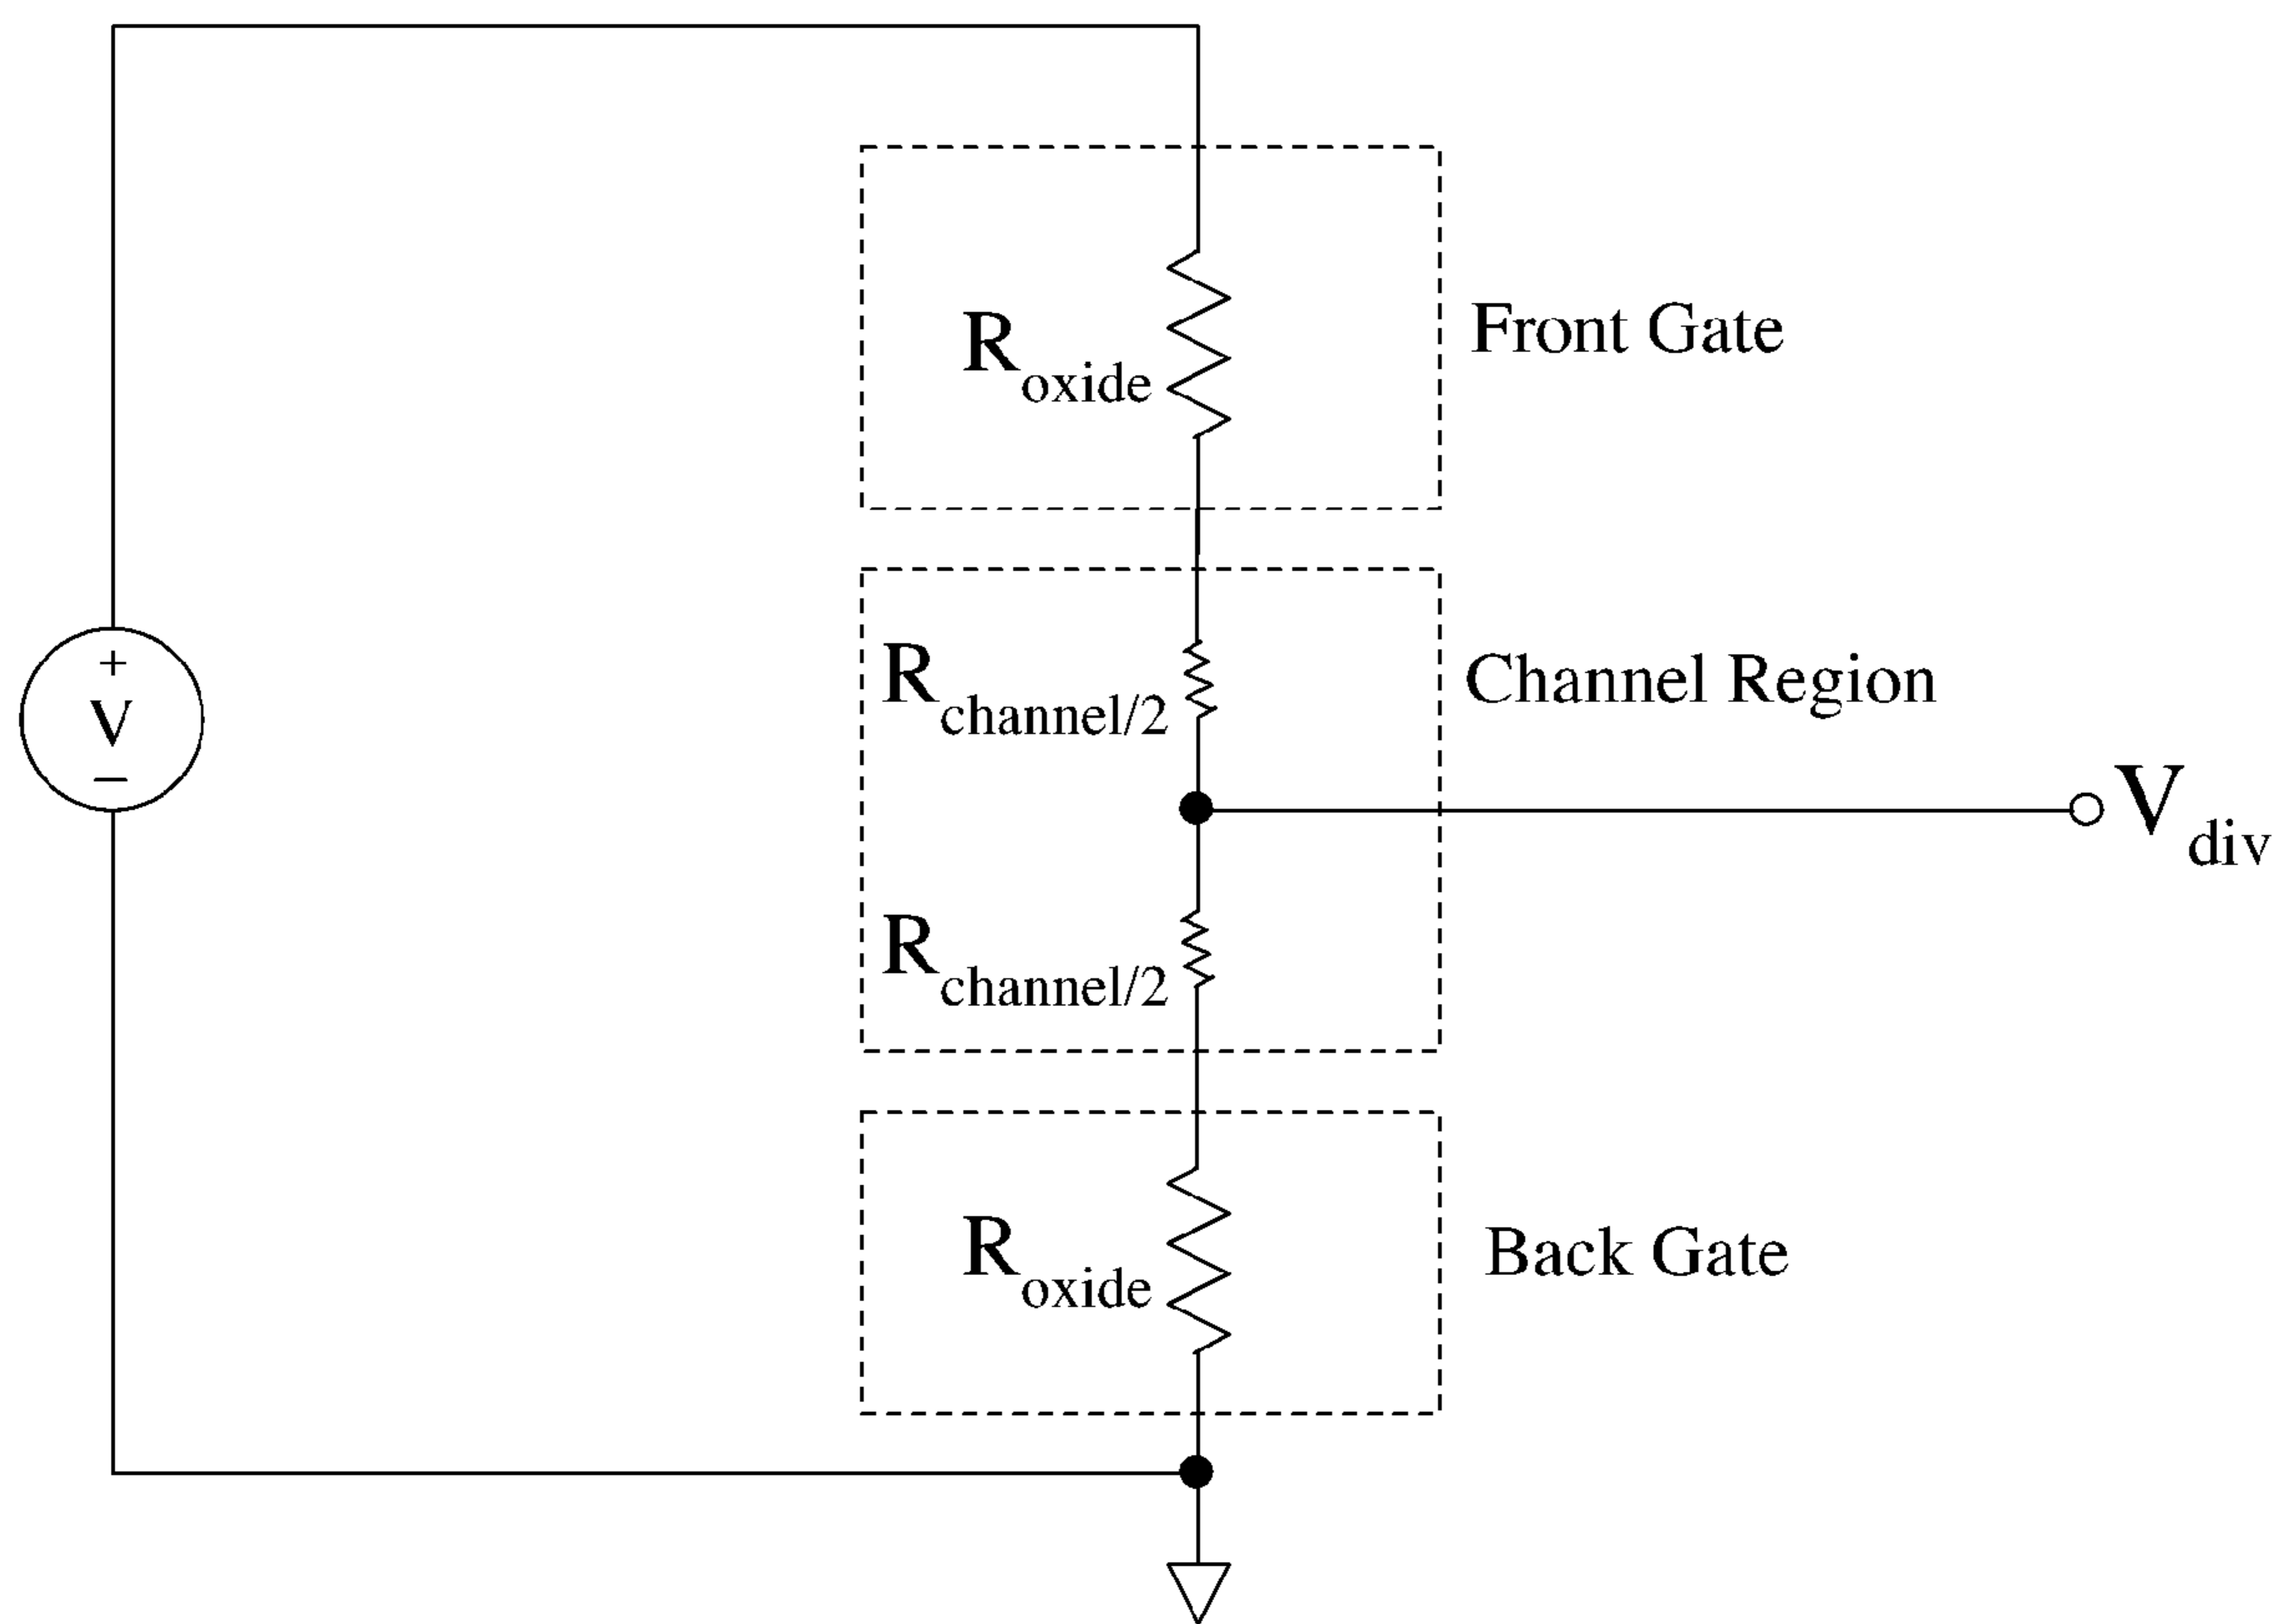 R oxide
Front Gate
R channel/2
Channel Region
+
V
−
V div
R channel/2
R oxide
Back Gate